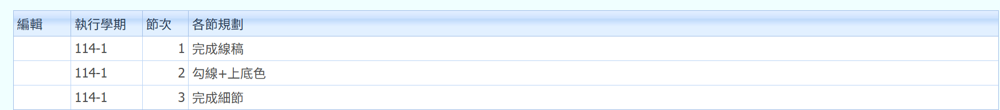 編輯 執行學期 節次 各節規劃
114-1 1 完成線稿
114-1 2 勾線+上底色
114-1 3 完成細節